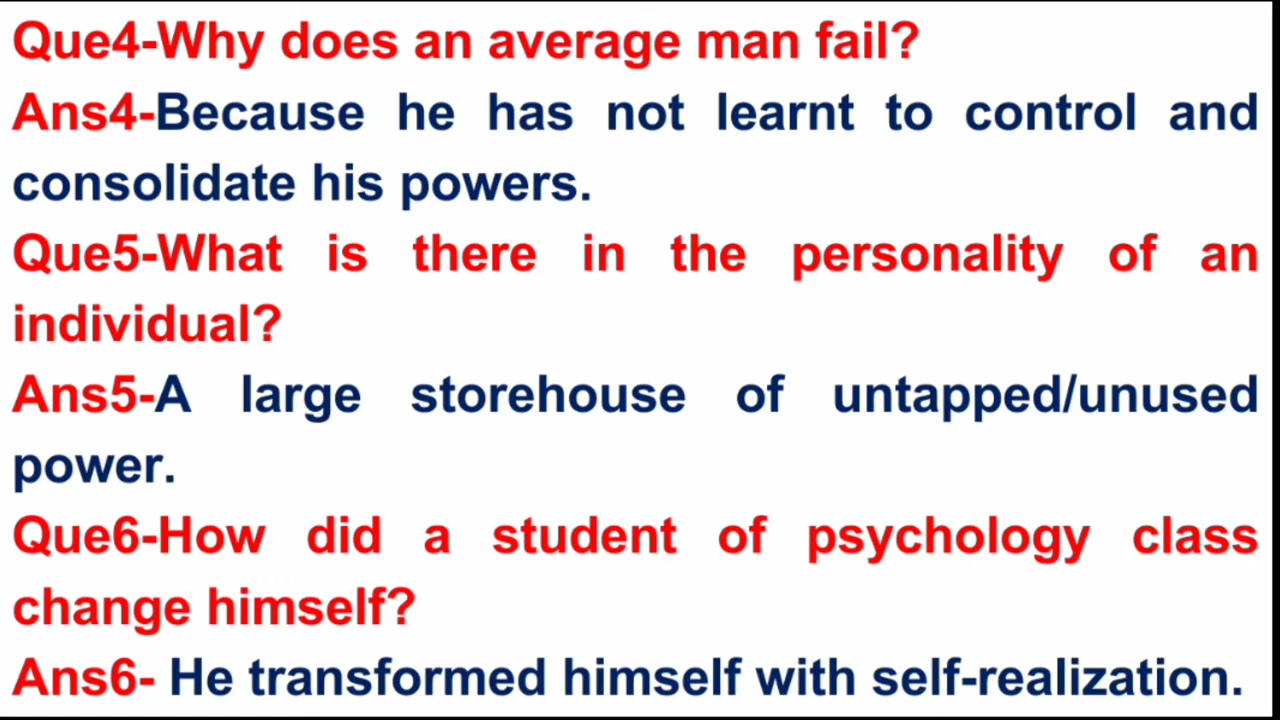 Que4-Why does an average man fail?
Ans4-Because he has not learnt to control and
consolidate his powers.
Que5-What is there in the personality of an
individual?
Ans5-A large storehouse of untapped/unused
power.
Que6-How did a student of psychology class
change himself?
Ans6- He transformed himself with self-realization.